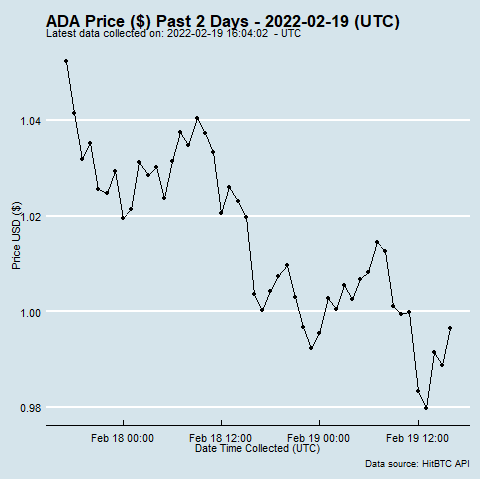 ADA Price ($) Past 2 Days - 2022-02-19 (UTC)
Latest data collected on: 2022-02-19 16:04:02  - UTC
Price USD ($)
1.04
1.02
1.00
0.98
Feb 18 00:00
Feb 18 12:00
Feb 19 00:00
Feb 19 12:00
Date Time Collected (UTC)
Data source: HitBTC API